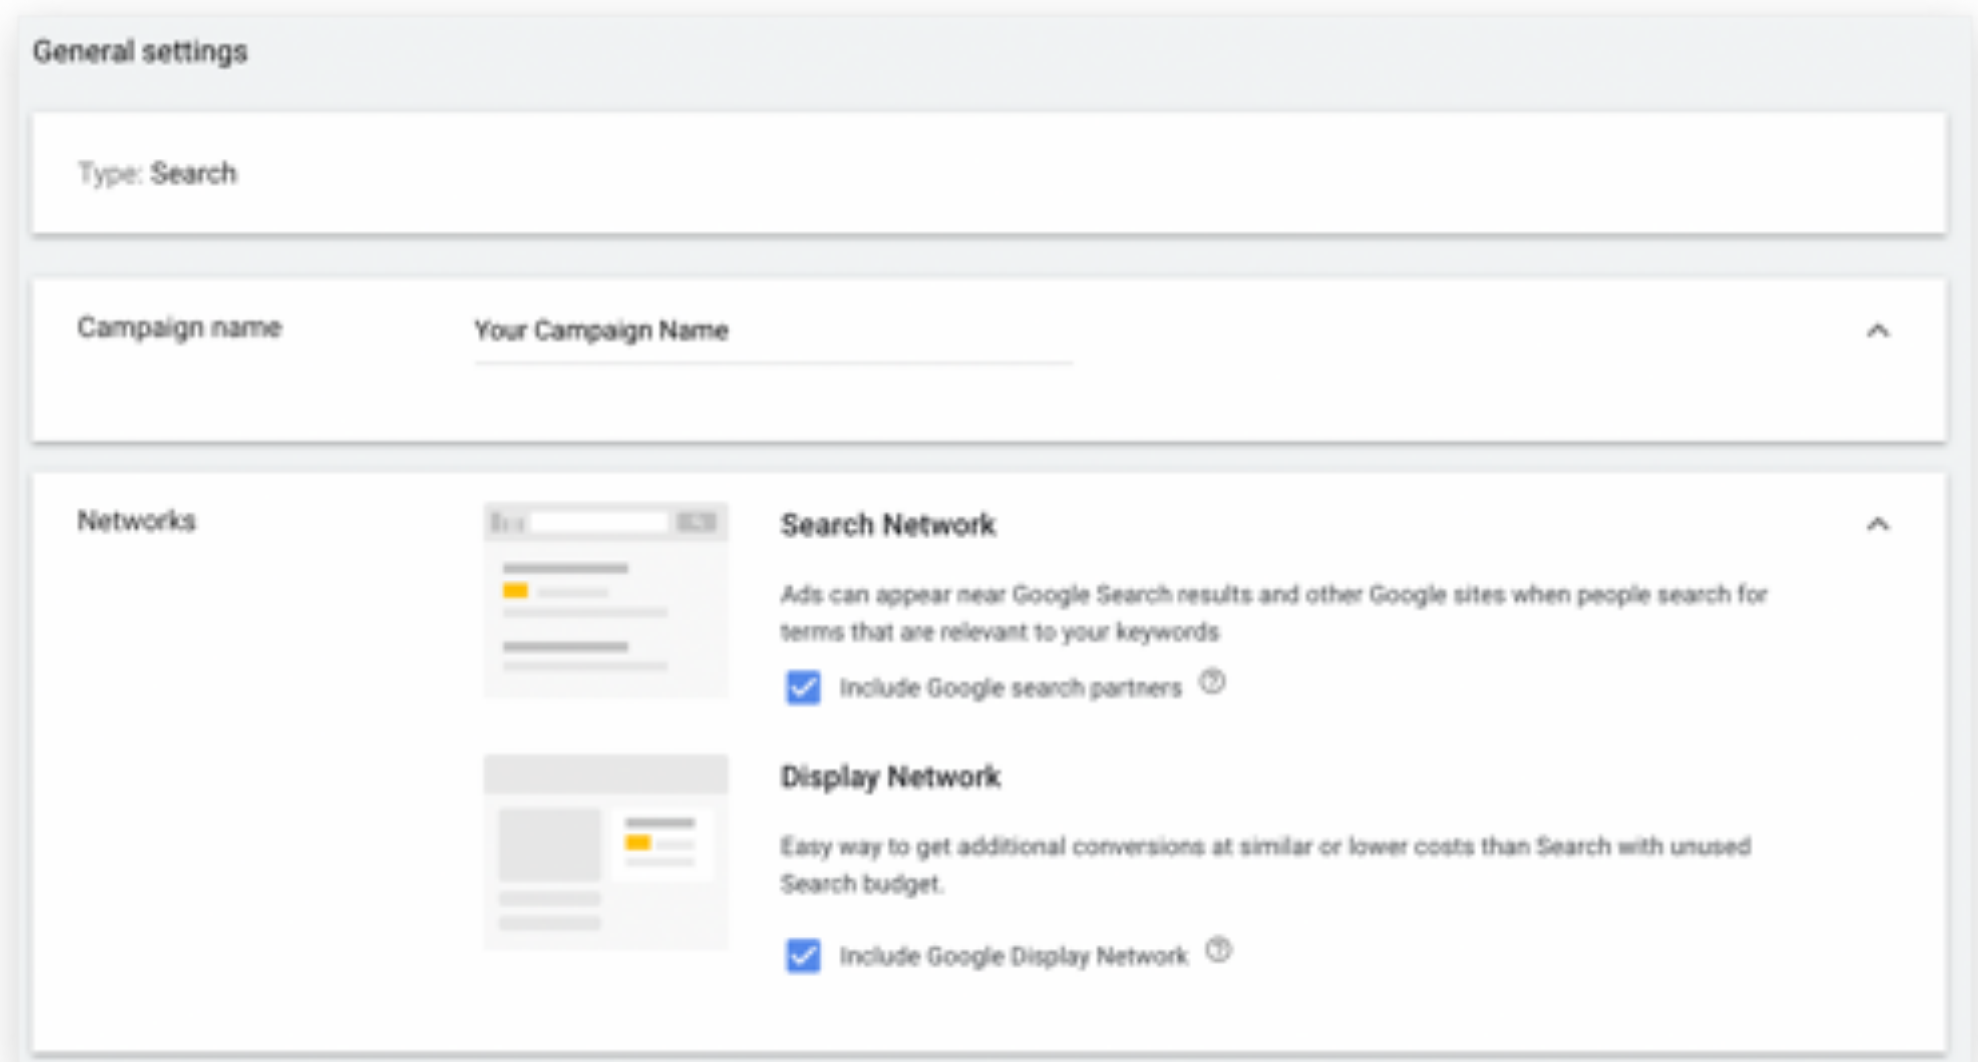 General settings
Type: Search
Campaign name
Your Campaign Name
Networks
Search Network
Ads can appear near Google Search results and other Google sites when people search for
terms that are relevant to your keywords
Include Google search partners
Display Network
Easy way to get additional conversions at similar or lower costs than Search with unused
Search budget.
Include Google Display Network